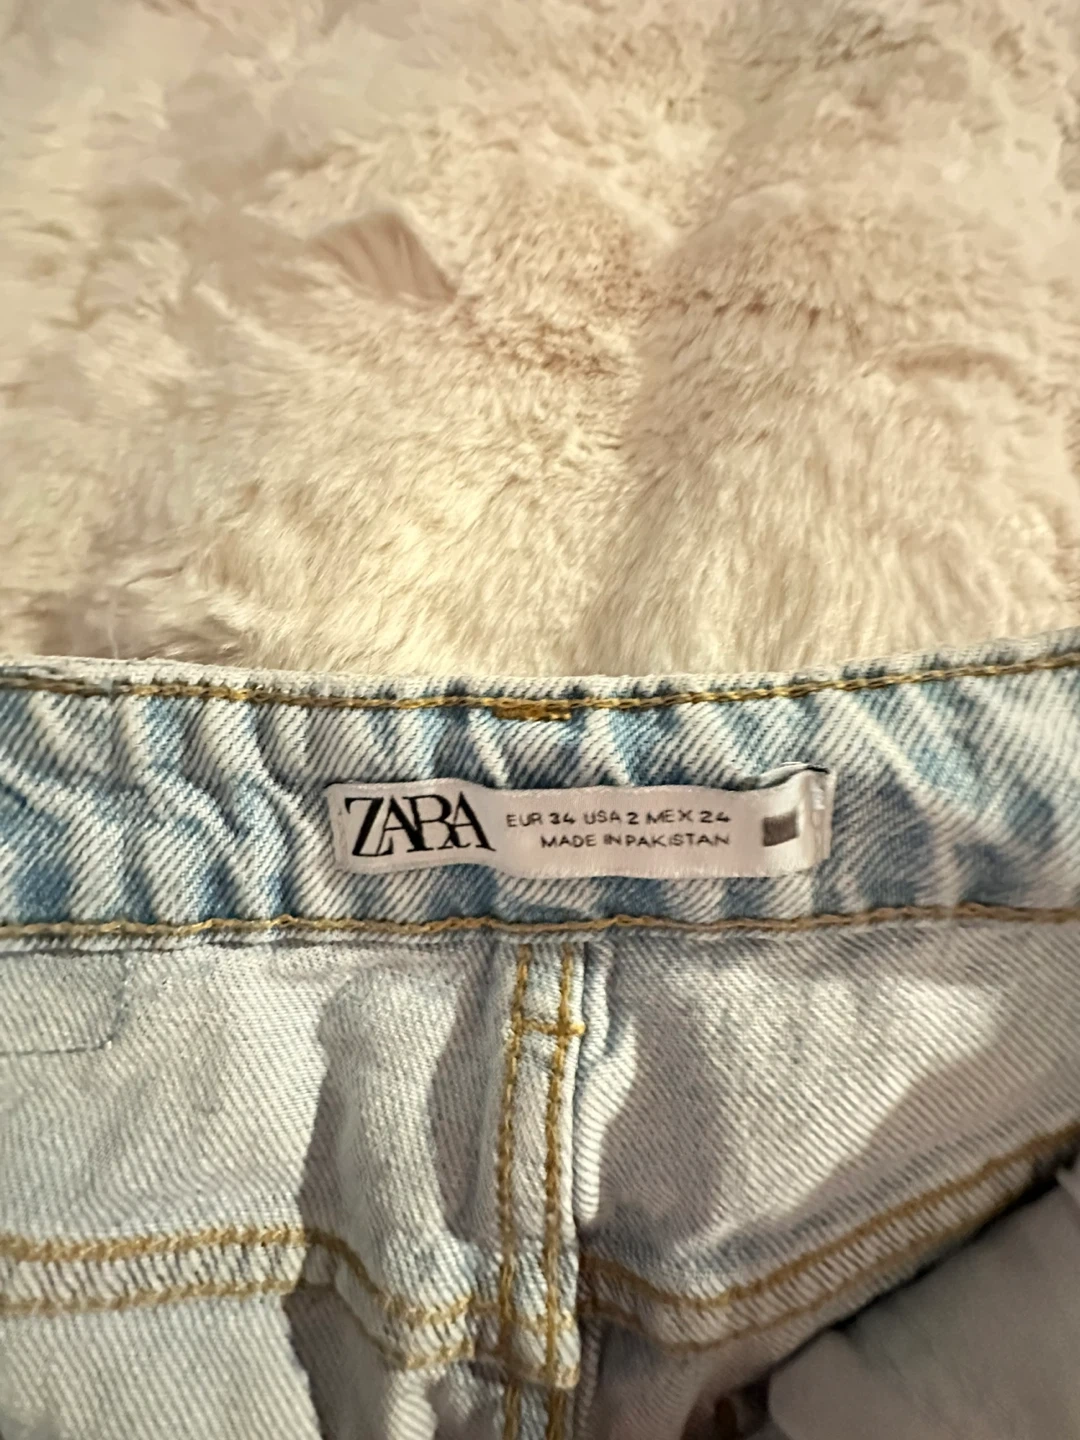 ZARA
EUR 34 USA 2 MEX 24
MADE IN PAKISTAN